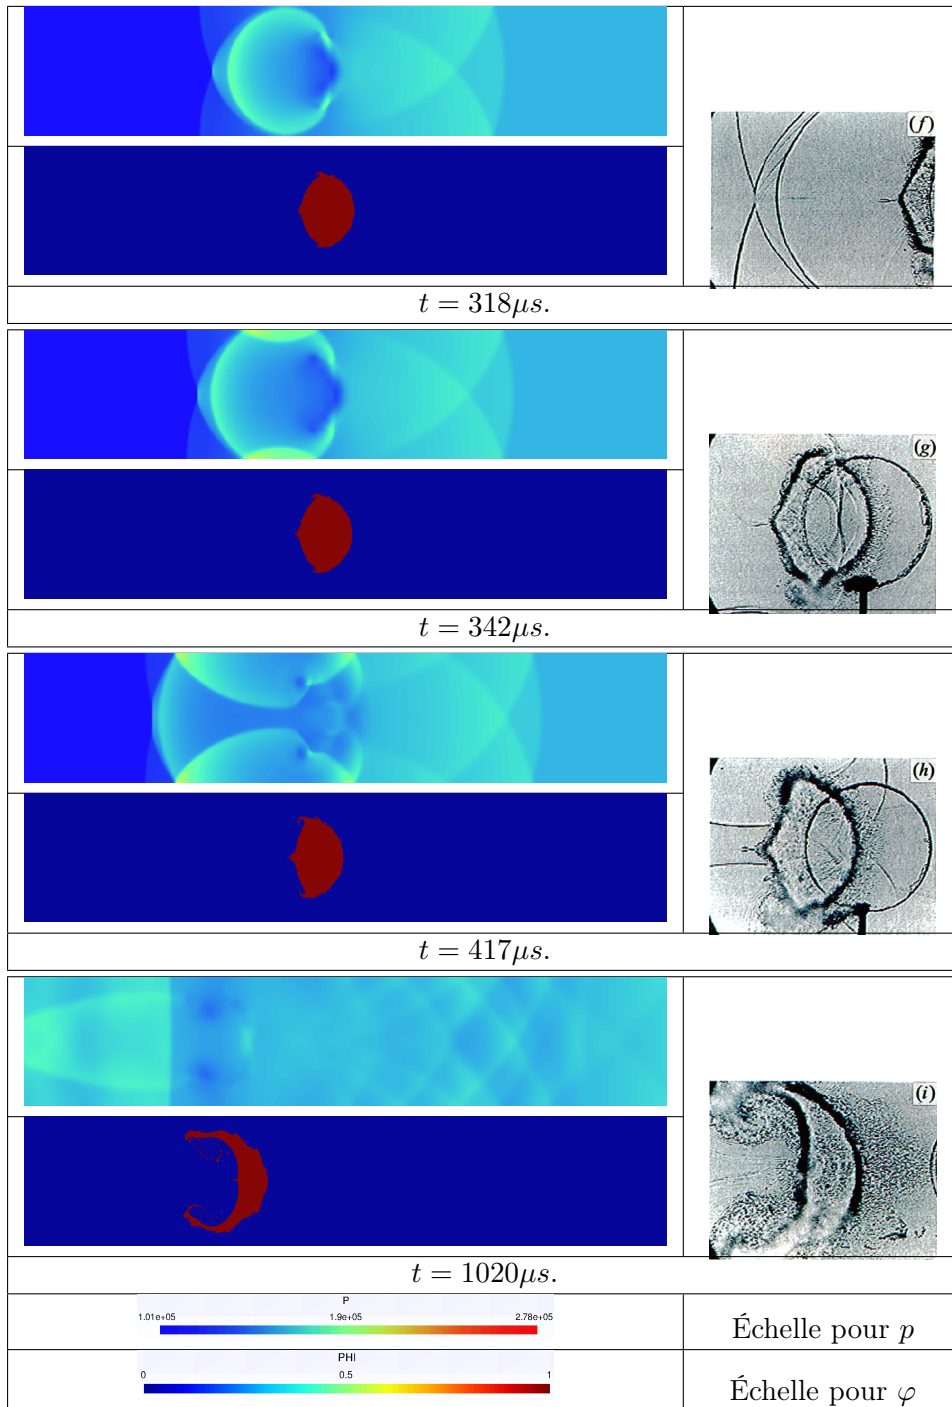 (f)
t = 318μs.
(g)
t = 342μs.
(h)
t = 417μs.
(i)
t = 1020μs.
P
1.01e+05 1.9e+05 2.78e+05
Échelle pour p
PHI
0 0.5 1
Échelle pour φ